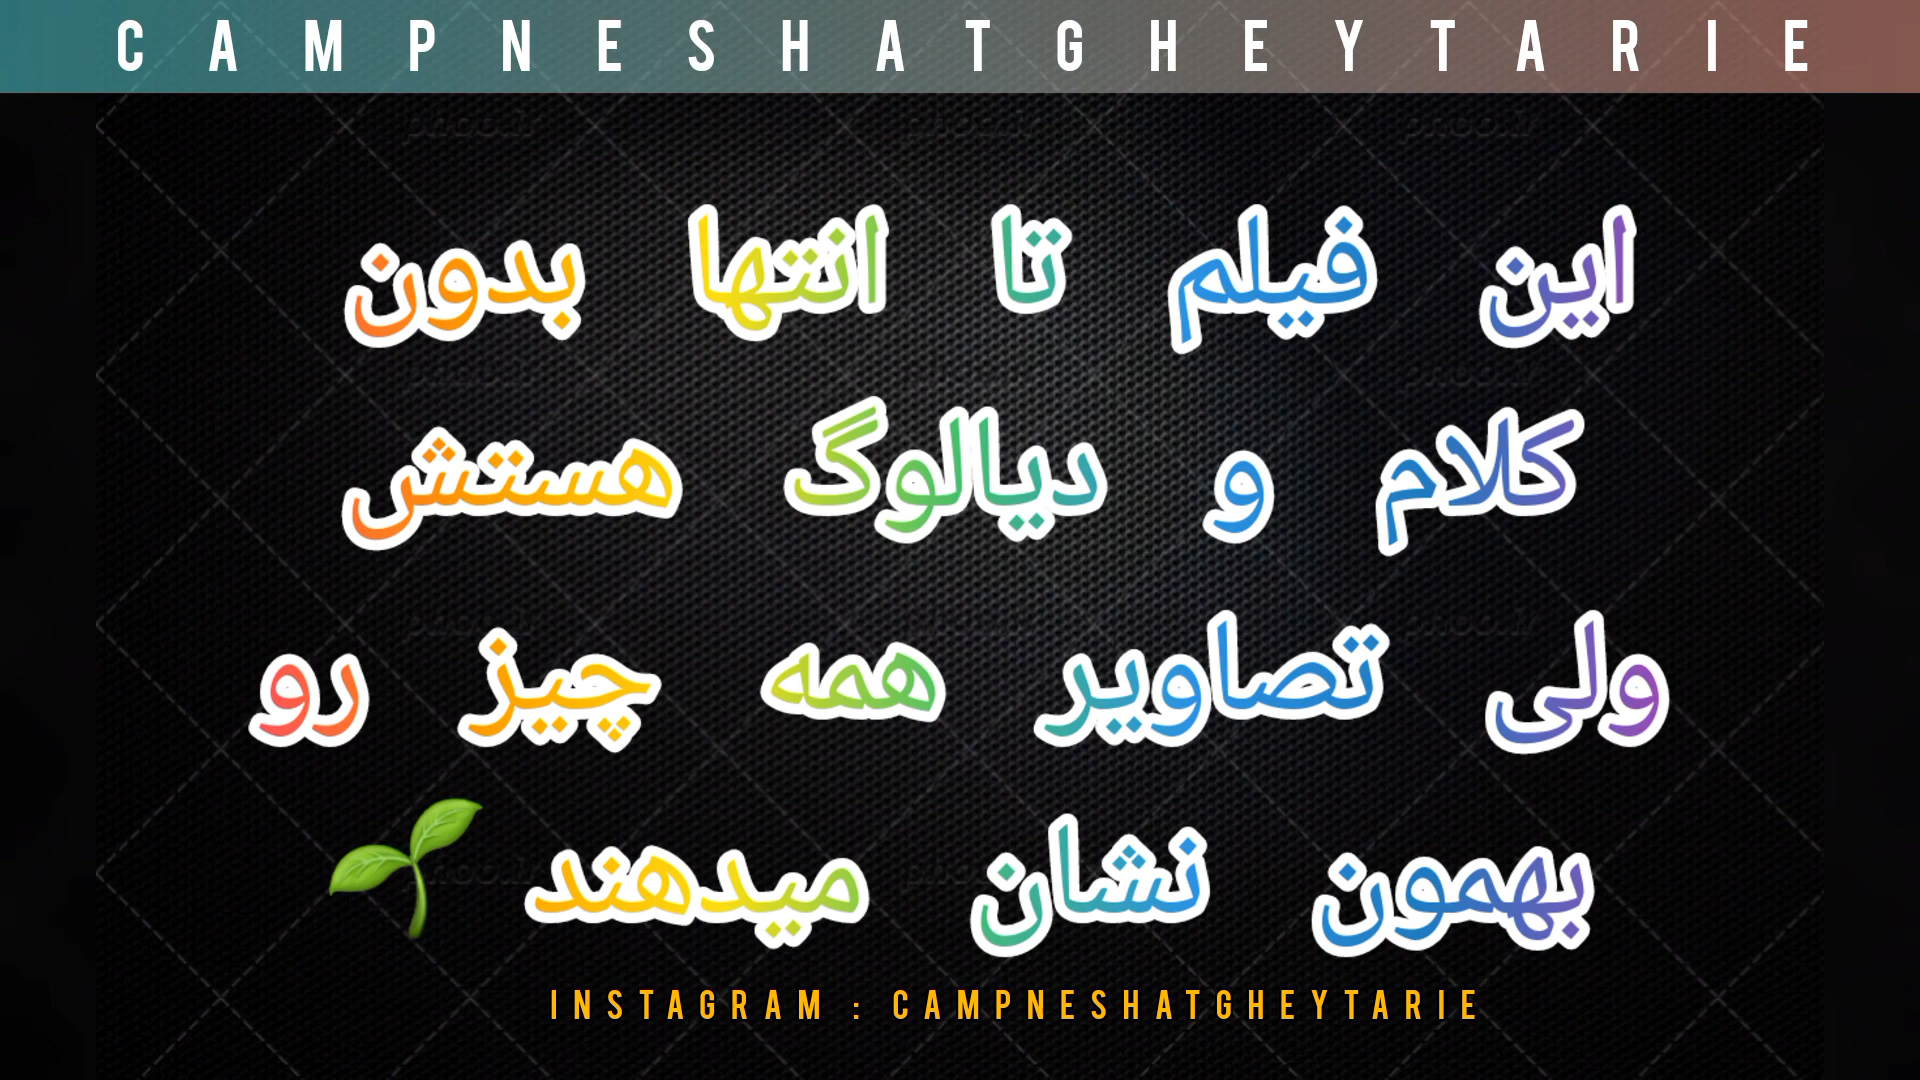 CAMPNESHATGHEYTARIE
این فیلم تا انتها بدون
کلام و دیالوگ هستش
ولی تصاویر همه چیز رو
بهمون نشان میدهند 🌱
INSTAGRAM : CAMPNESHATGHEYTARIE